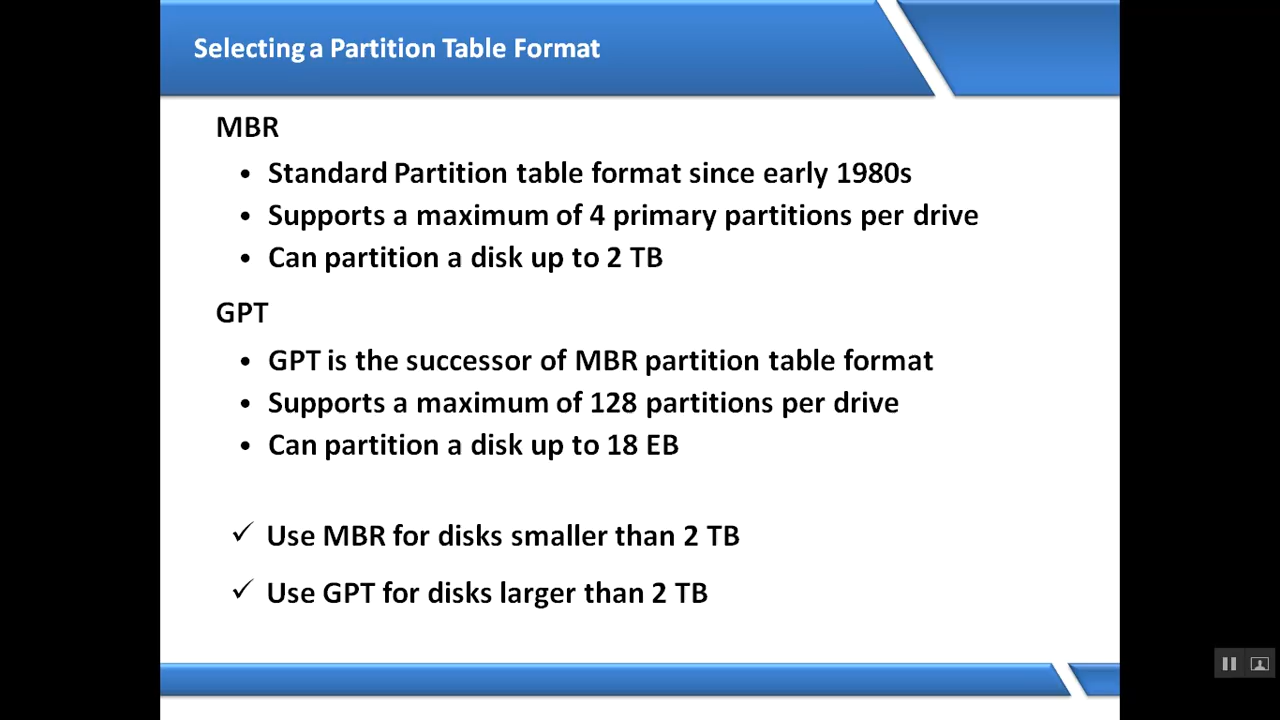 Selecting a Partition Table Format
MBR
• Standard Partition table format since early 1980s
• Supports a maximum of 4 primary partitions per drive
• Can partition a disk up to 2 TB
GPT
• GPT is the successor of MBR partition table format
• Supports a maximum of 128 partitions per drive
• Can partition a disk up to 18 EB
✓ Use MBR for disks smaller than 2 TB
✓ Use GPT for disks larger than 2 TB